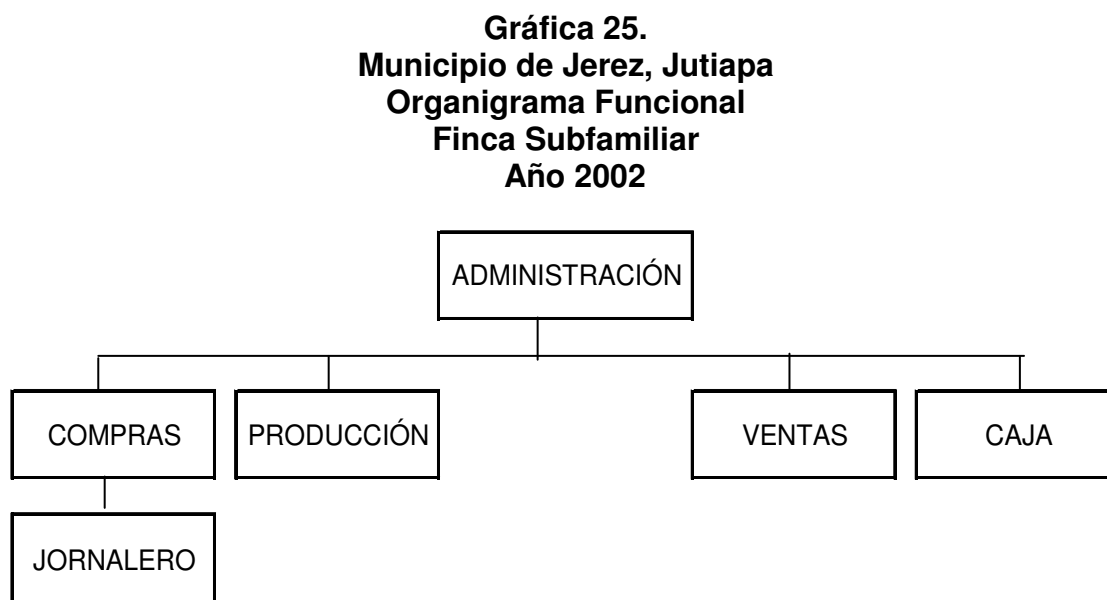 Gráfica 25.
Municipio de Jerez, Jutiapa
Organigrama Funcional
Finca Subfamiliar
Año 2002
ADMINISTRACIÓN
COMPRAS
PRODUCCIÓN
VENTAS
CAJA
JORNALERO